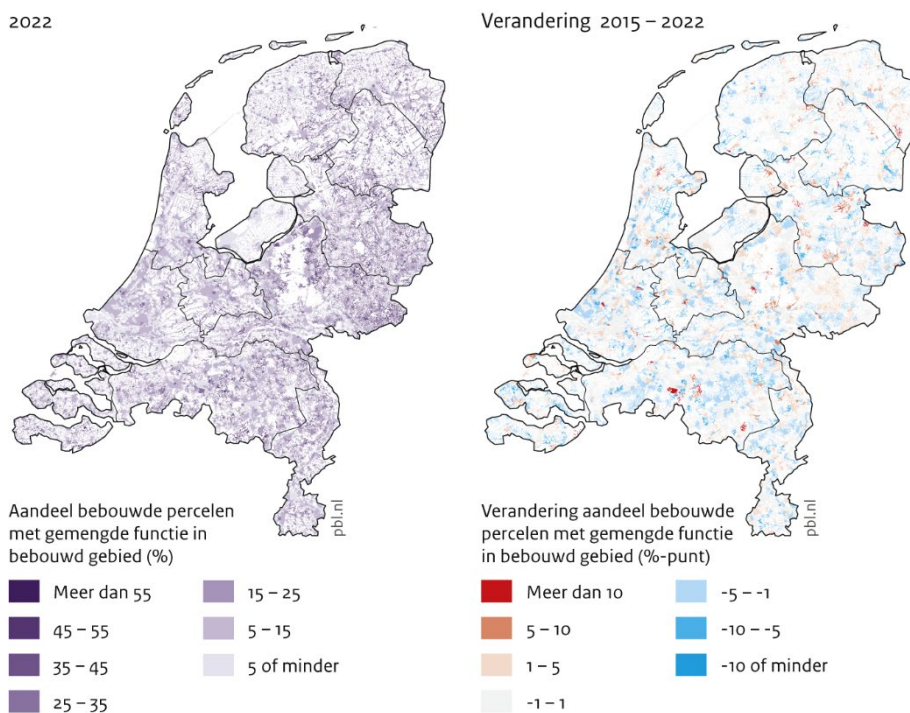 2022
Verandering 2015 – 2022
pbl.nl
pbl.nl
Aandeel bebouwde percelen
met gemengde functie in
bebouwd gebied (%)
Meer dan 55
45 – 55
35 – 45
25 – 35
15 – 25
5 – 15
5 of minder
Verandering aandeel bebouwde
percelen met gemengde functie
in bebouwd gebied (%-punt)
Meer dan 10
5 – 10
1 – 5
-1 – 1
-5 – -1
-10 – -5
-10 of minder